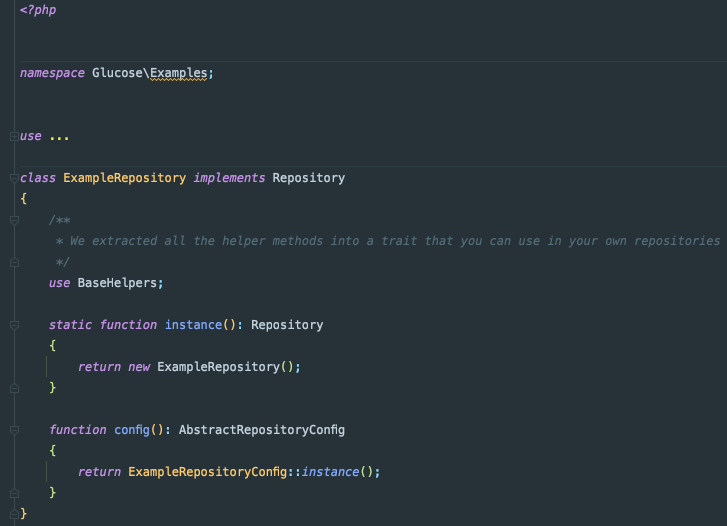 <?php
namespace Glucose\Examples;
use ...
class ExampleRepository implements Repository
{
/**
* We extracted all the helper methods into a trait that you can use in your own repositories
*/
use BaseHelpers;
static function instance(): Repository
{
return new ExampleRepository();
}
function config(): AbstractRepositoryConfig
{
return ExampleRepositoryConfig::instance();
}
}